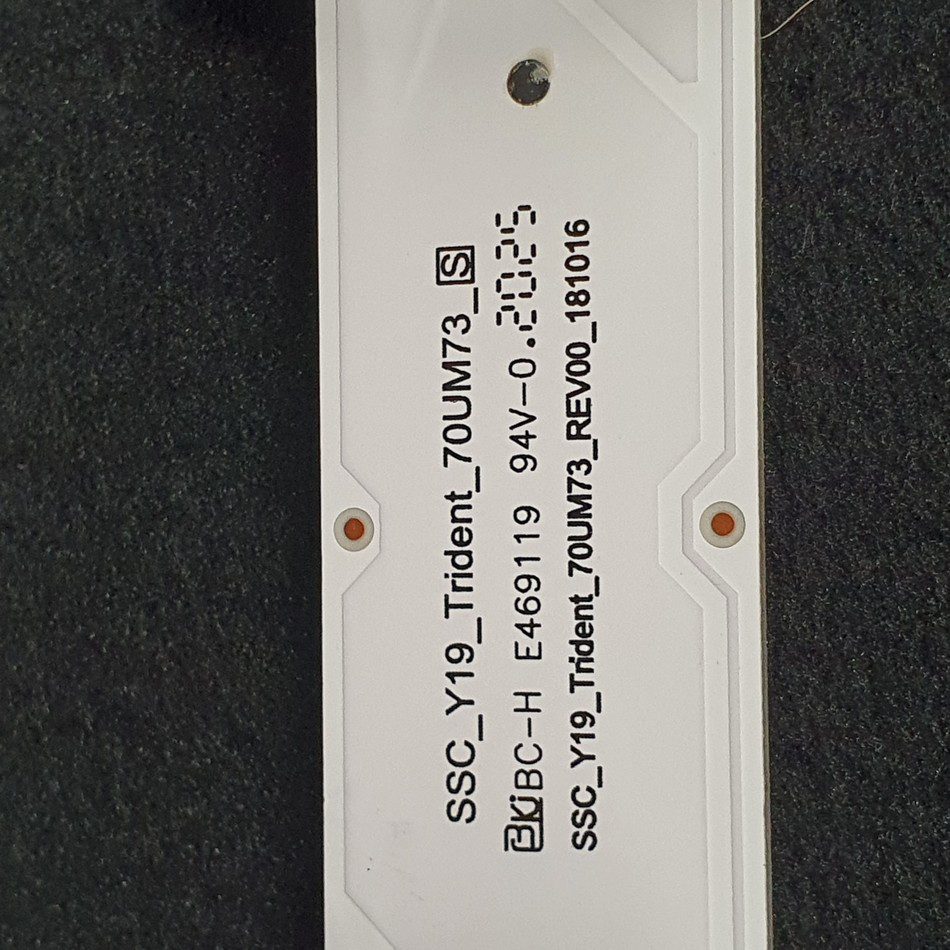 SSC_Y19_Trident_70UM73_S
BC-H E469119 94V-0.2025
SSC_Y19_Trident_70UM73_REV00_181016